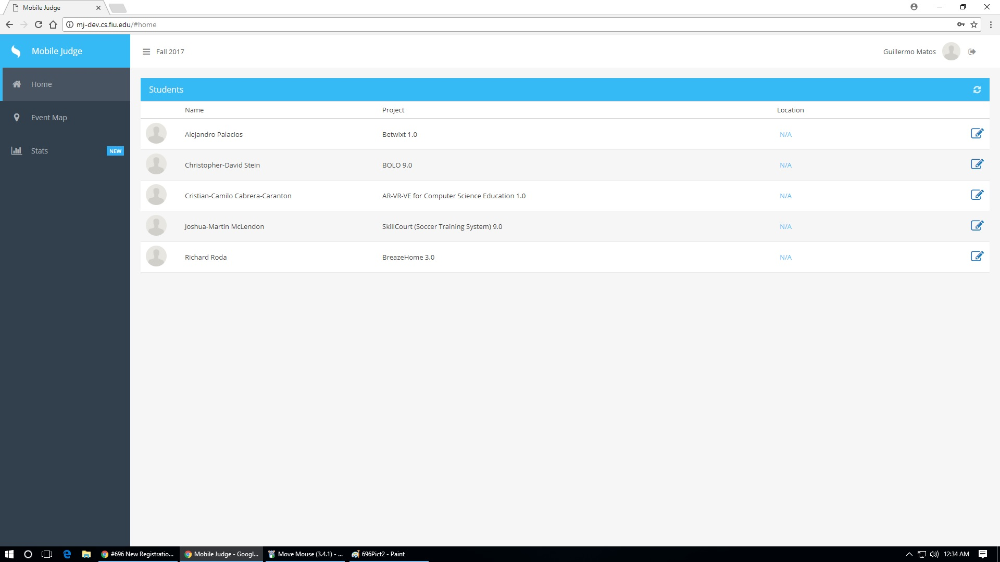 Mobile Judge
mj-dev.cs.fiu.edu/#home
Mobile Judge
Fall 2017
Guillermo Matos
Home
Event Map
Stats NEW
Students
Name Project Location
Alejandro Palacios Betwixt 1.0 N/A
Christopher-David Stein BOLO 9.0 N/A
Cristian-Camilo Cabrera-Caranton AR-VR-VE for Computer Science Education 1.0 N/A
Joshua-Martin McLendon SkillCourt (Soccer Training System) 9.0 N/A
Richard Roda BreazeHome 3.0 N/A
#696 New Registratio... Mobile Judge - Googl... Move Mouse (3.4.1) - ... 696Pict2 - Paint 12:34 AM